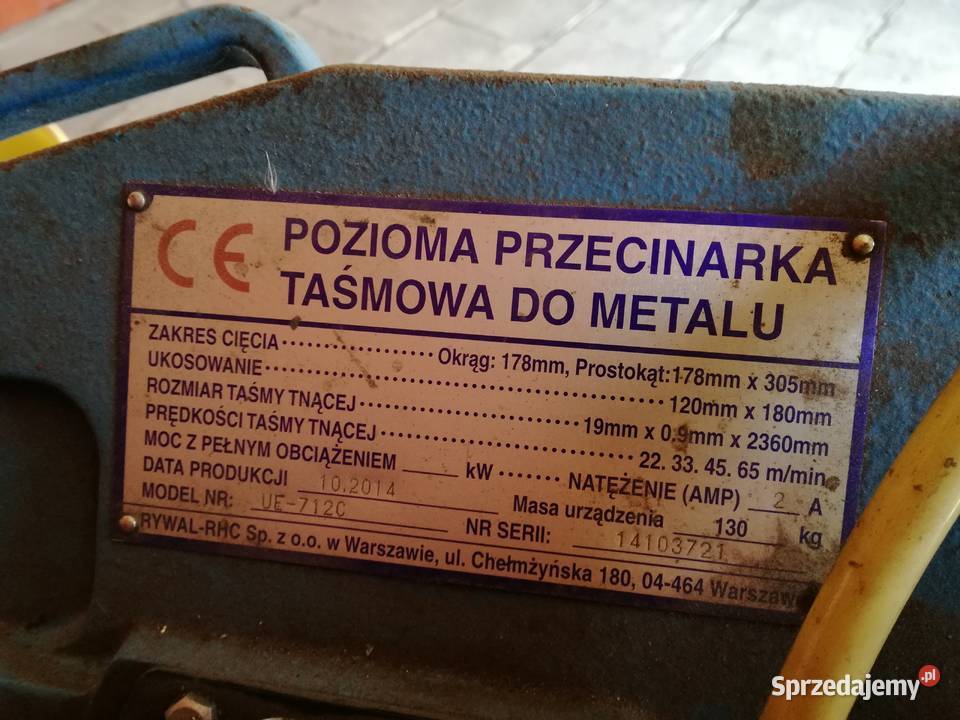 CE POZIOMA PRZECINARKA
TAŚMOWA DO METALU
ZAKRES CIĘCIA Okrąg: 178mm, Prostokąt:178mm x 305mm
UKOSOWANIE 120mm x 180mm
ROZMIAR TAŚMY TNĄCEJ 19mm x 0.9mm x 2360mm
PRĘDKOŚCI TAŚMY TNĄCEJ 22. 33. 45. 65 m/min
MOC Z PEŁNYM OBCIĄŻENIEM kW NATĘŻENIE (AMP) 2 A
DATA PRODUKCJI 10.2014 Masa urządzenia 130 kg
MODEL NR: UE-712C NR SERII: 14103721
RYWAL-RHC Sp. z o.o. w Warszawie, ul. Chełmżyńska 180, 04-464 Warszawa
Sprzedajemy.pl